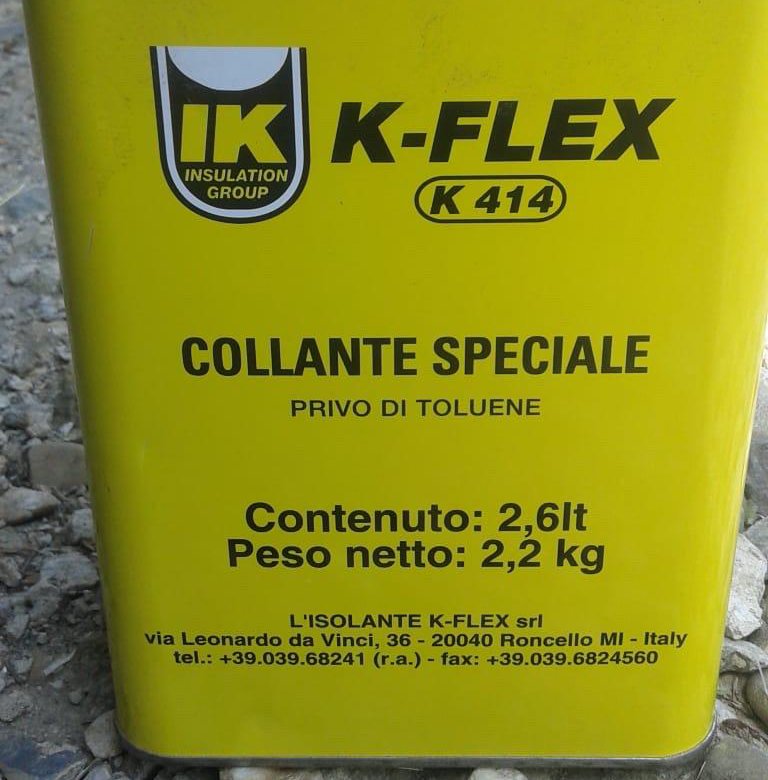 IK
INSULATION
GROUP
K-FLEX
K 414
COLLANTE SPECIALE
PRIVO DI TOLUENE
Contenuto: 2,6lt
Peso netto: 2,2 kg
L'ISOLANTE K-FLEX srl
via Leonardo da Vinci, 36 - 20040 Roncello MI - Italy
tel.: +39.039.68241 (r.a.) - fax: +39.039.6824560